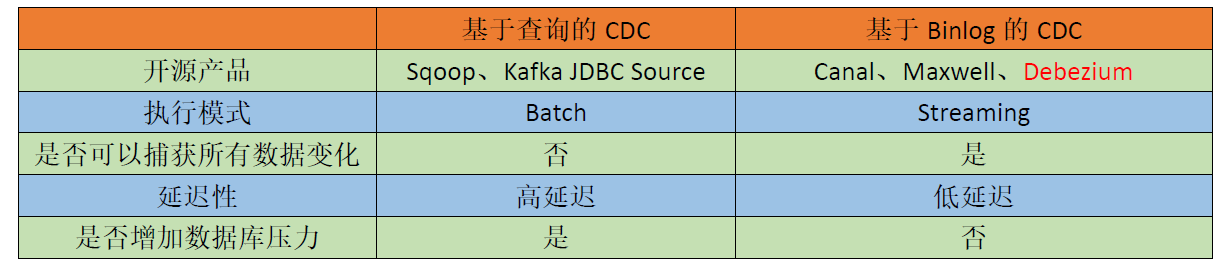 基于查询的 CDC 基于 Binlog 的 CDC
开源产品 Sqoop、Kafka JDBC Source Canal、Maxwell、Debezium
执行模式 Batch Streaming
是否可以捕获所有数据变化 否 是
延迟性 高延迟 低延迟
是否增加数据库压力 是 否